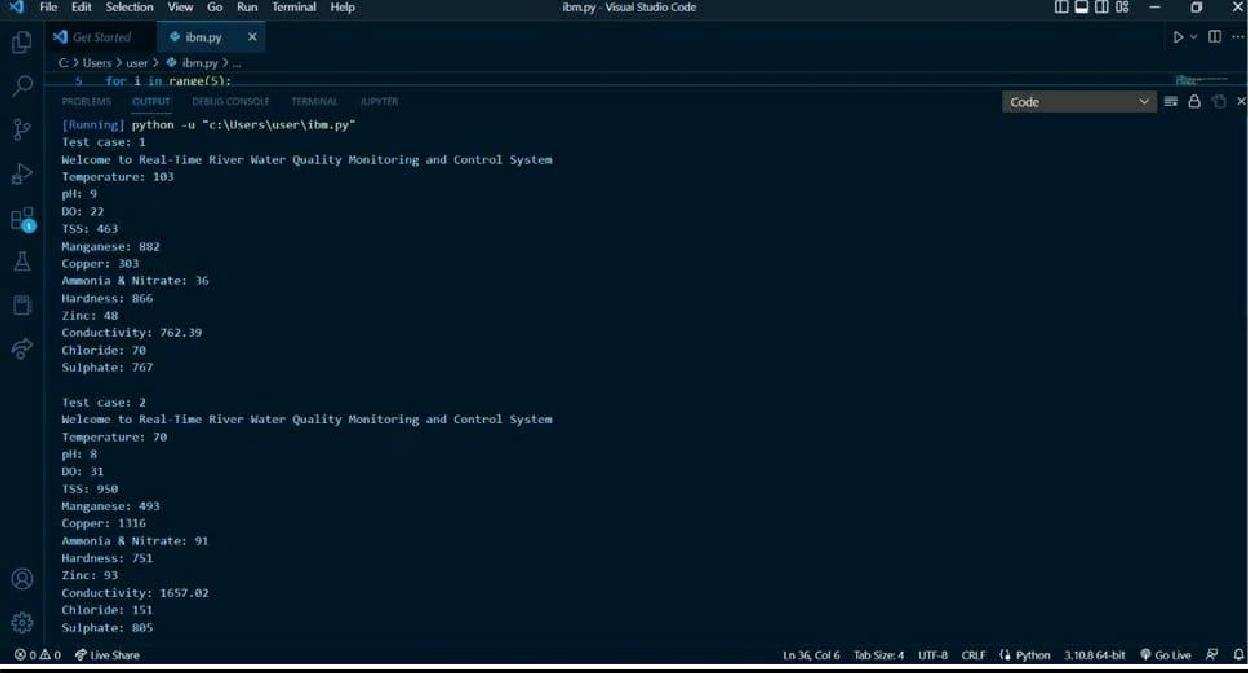 File Edit Selection View Go Run Terminal Help ibm.py - Visual Studio Code
Get Started ibm.py
C: > Users > user > ibm.py > ...
5 for i in range(5):
PROBLEMS OUTPUT DEBUG CONSOLE TERMINAL JUPYTER Code
[Running] python -u "c:\Users\user\ibm.py"
Test case: 1
Welcome to Real-Time River Water Quality Monitoring and Control System
Temperature: 103
pH: 9
DO: 22
TSS: 463
Manganese: 882
Copper: 303
Ammonia & Nitrate: 36
Hardness: 866
Zinc: 48
Conductivity: 762.39
Chloride: 70
Sulphate: 767
Test case: 2
Welcome to Real-Time River Water Quality Monitoring and Control System
Temperature: 70
pH: 8
DO: 31
TSS: 950
Manganese: 493
Copper: 1316
Ammonia & Nitrate: 91
Hardness: 751
Zinc: 93
Conductivity: 1657.02
Chloride: 151
Sulphate: 805
0 0 Live Share Ln 36, Col 6 Tab Size: 4 UTF-8 CRLF Python 3.10.8 64-bit Go Live